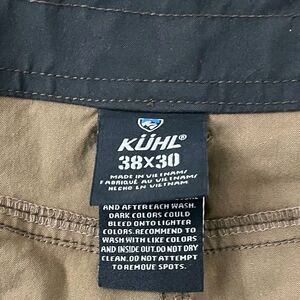 KÜHL®
38x30
MADE IN VIETNAM/
FABRIQUÉ AU VIETNAM/
HECHO EN VIETNAM
AND AFTER EACH WASH.
DARK COLORS COULD
BLEED ONTO LIGHTER
COLORS. RECOMMEND TO
WASH WITH LIKE COLORS
AND INSIDE OUT. DO NOT DRY
CLEAN. DO NOT ATTEMPT
TO REMOVE SPOTS.